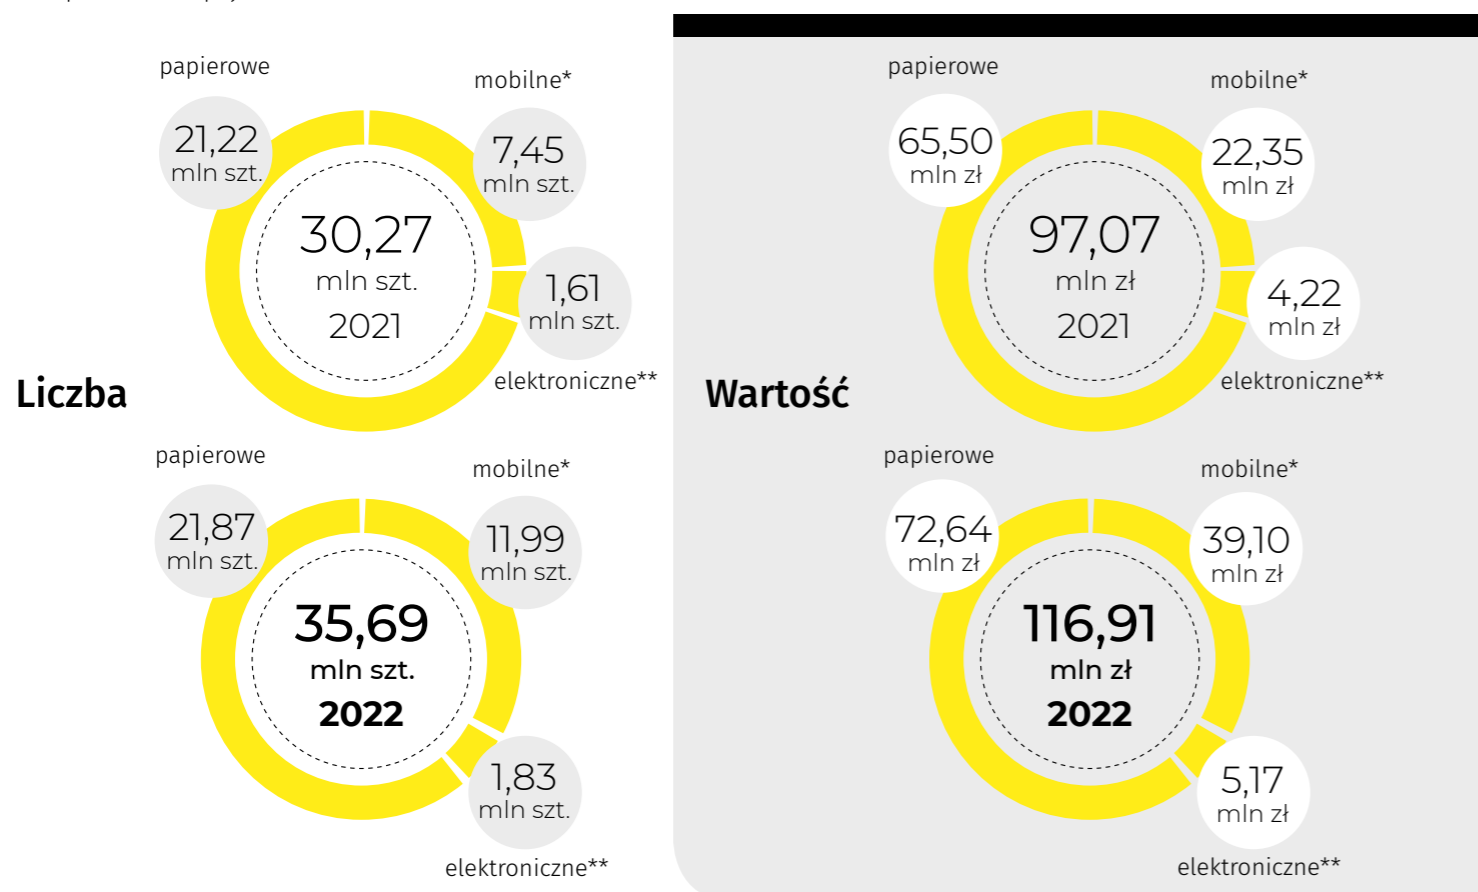 papierowe
mobilne*
21,22
mln szt.
7,45
mln szt.
30,27
mln szt.
2021
1,61
mln szt.
elektroniczne**
Liczba
papierowe
mobilne*
21,87
mln szt.
11,99
mln szt.
35,69
mln szt.
2022
1,83
mln szt.
elektroniczne**
papierowe
mobilne*
65,50
mln zł
22,35
mln zł
97,07
mln zł
2021
4,22
mln zł
elektroniczne**
Wartość
papierowe
mobilne*
72,64
mln zł
39,10
mln zł
116,91
mln zł
2022
5,17
mln zł
elektroniczne**